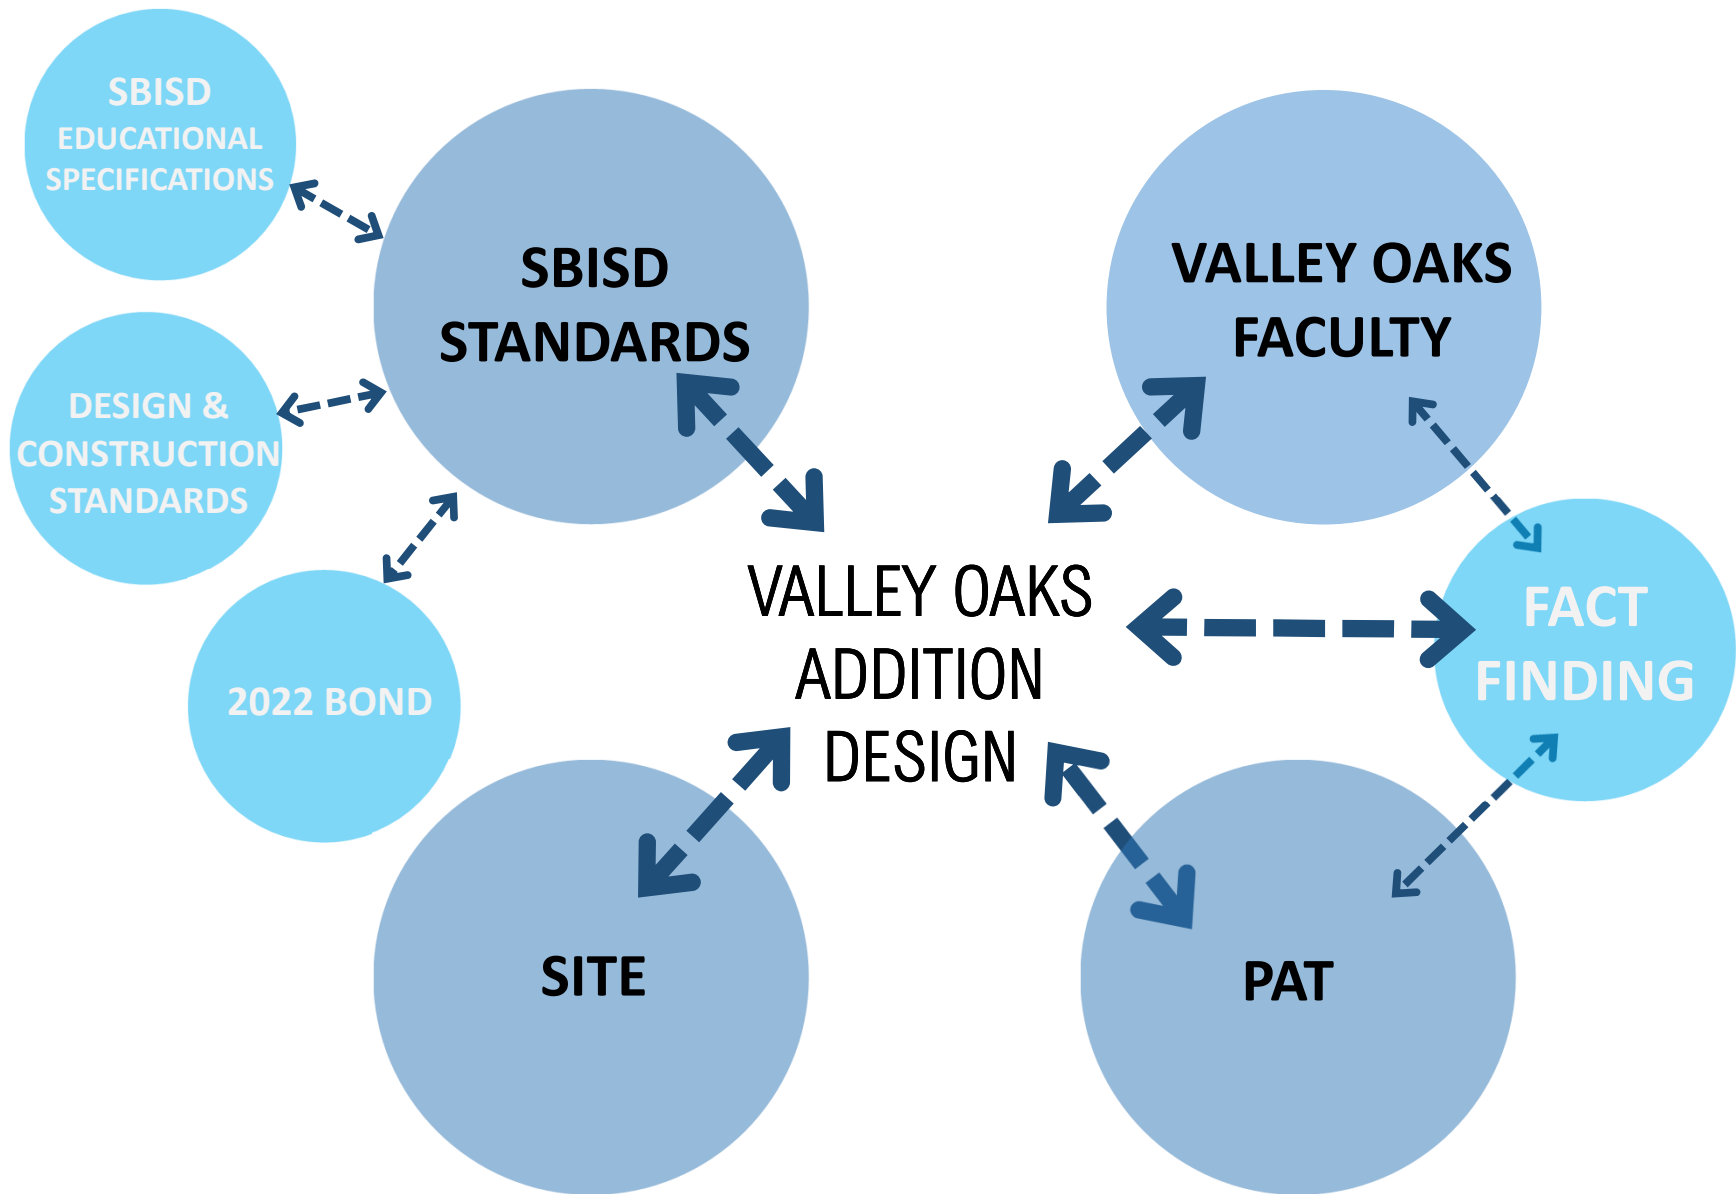 SBISD
EDUCATIONAL
SPECIFICATIONS
DESIGN &
CONSTRUCTION
STANDARDS
2022 BOND
SBISD
STANDARDS
VALLEY OAKS
FACULTY
VALLEY OAKS
ADDITION
DESIGN
FACT
FINDING
SITE
PAT